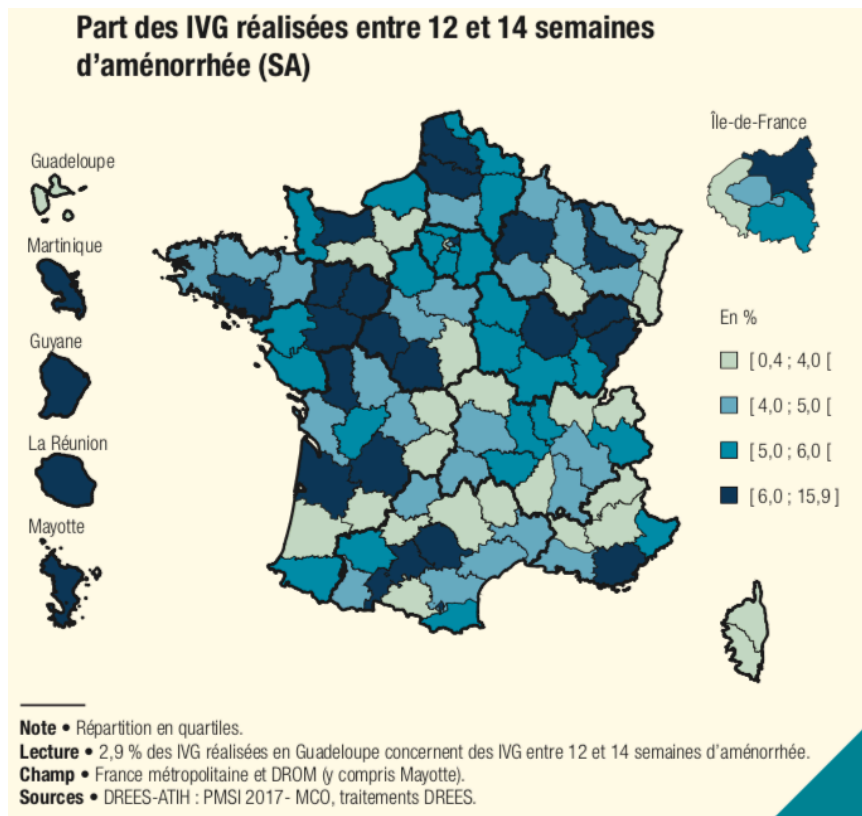 Part des IVG réalisées entre 12 et 14 semaines
d’aménorrhée (SA)
Île-de-France
Guadeloupe
Martinique
Guyane
La Réunion
Mayotte
En %
[ 0,4 ; 4,0 [
[ 4,0 ; 5,0 [
[ 5,0 ; 6,0 [
[ 6,0 ; 15,9 ]
Note • Répartition en quartiles.
Lecture • 2,9 % des IVG réalisées en Guadeloupe concernent des IVG entre 12 et 14 semaines d’aménorrhée.
Champ • France métropolitaine et DROM (y compris Mayotte).
Sources • DREES-ATIH : PMSI 2017- MCO, traitements DREES.